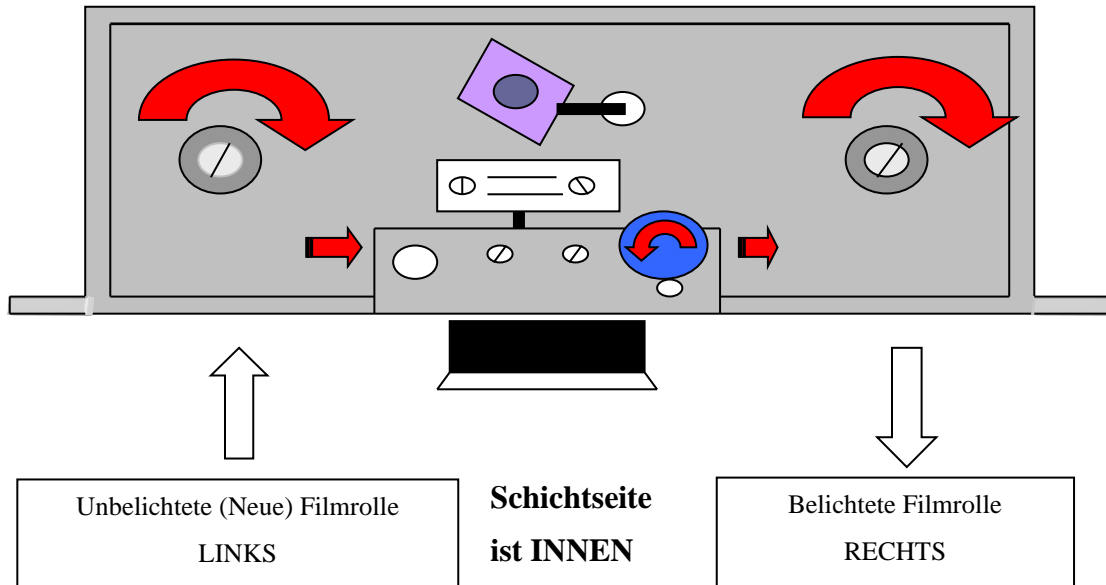 Unbelichtete (Neue) Filmrolle
LINKS
Schichtseite
ist INNEN
Belichtete Filmrolle
RECHTS